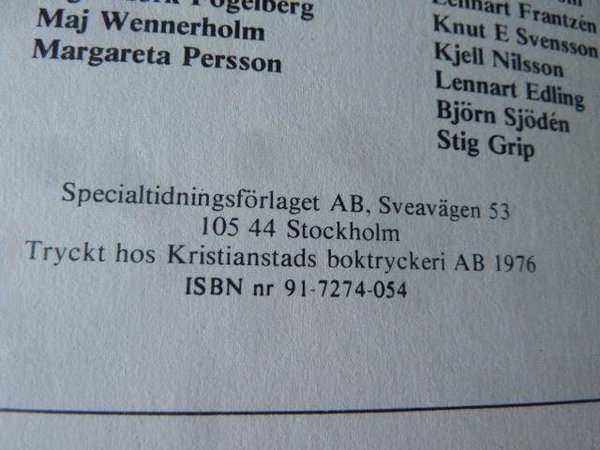 Fogelberg
Maj Wennerholm
Margareta Persson
Lennart Frantzén
Knut E Svensson
Kjell Nilsson
Lennart Edling
Björn Sjödén
Stig Grip
Specialtidningsförlaget AB, Sveavägen 53
105 44 Stockholm
Tryckt hos Kristianstads boktryckeri AB 1976
ISBN nr 91-7274-054